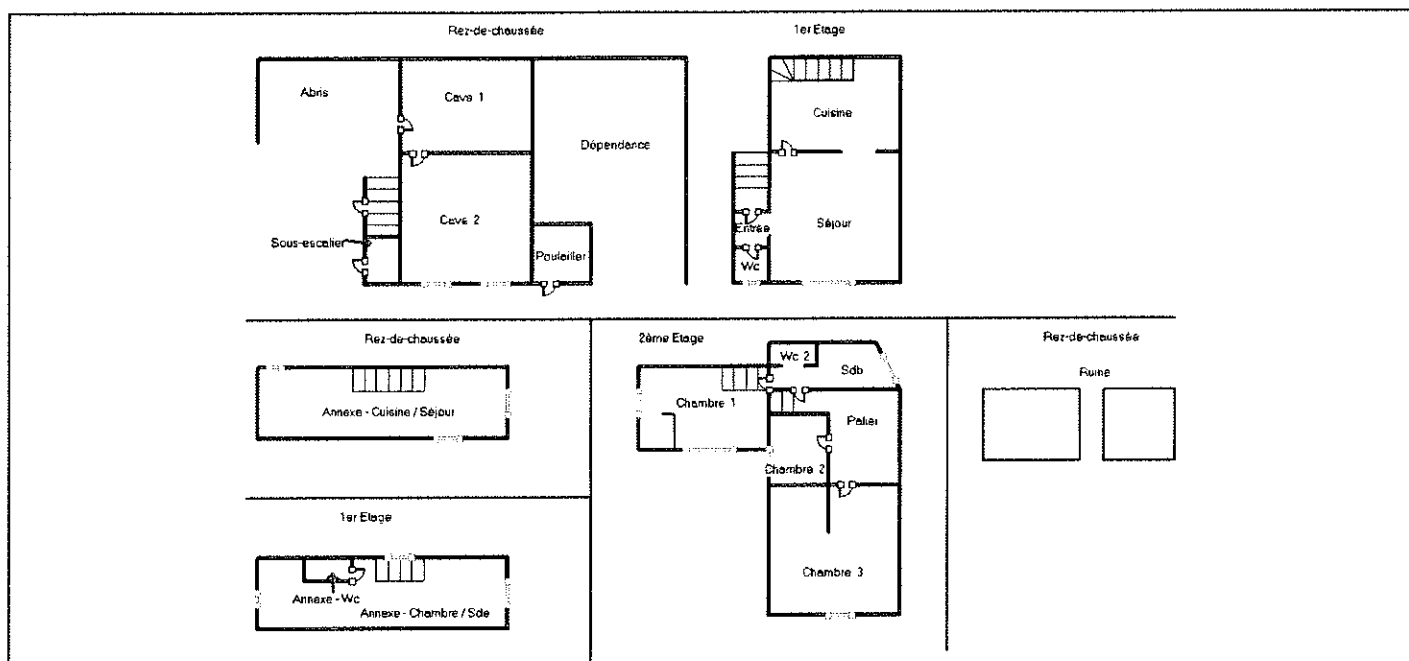 Rez-de-chaussée
1er Etage
Abris
Cave 1
Cuisine
Dépendance
Cave 2
Séjour
Sous-escalier
Entrée
Poulailler
Wc
Rez-de-chaussée
2ème Etage
Rez-de-chaussée
Wc 2
Sdb
Ruine
Annexe - Cuisine / Séjour
Chambre 1
Palier
Chambre 2
1er Etage
Chambre 3
Annexe - Wc
Annexe - Chambre / Sde